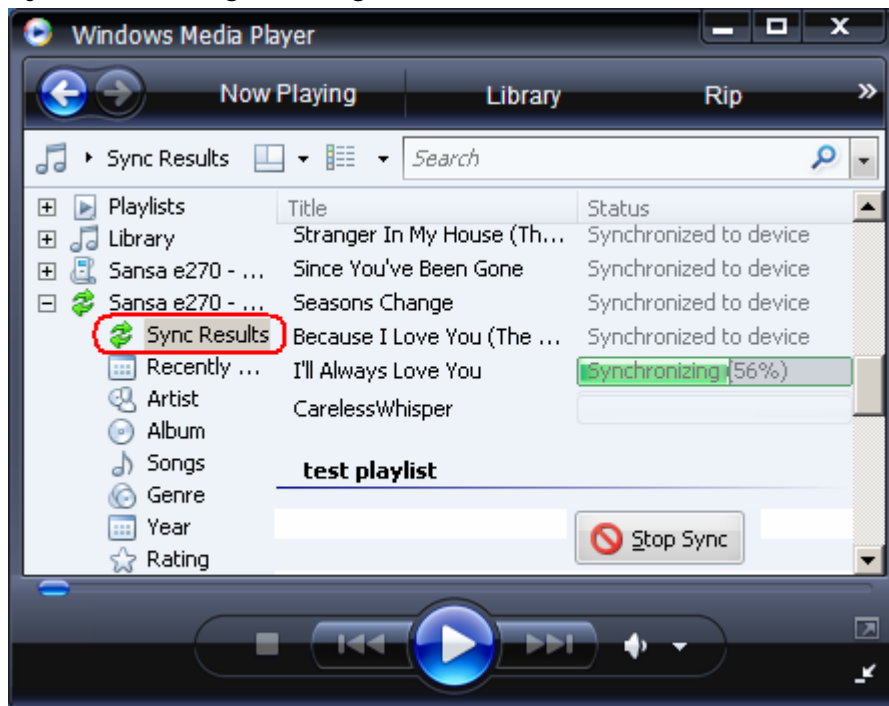 Windows Media Player
Now Playing Library Rip »
Sync Results Search
Playlists
Library
Sansa e270 - ...
Sansa e270 - ...
Sync Results
Recently ...
Artist
Album
Songs
Genre
Year
Rating
Title Status
Stranger In My House (Th... Synchronized to device
Since You've Been Gone Synchronized to device
Seasons Change Synchronized to device
Because I Love You (The ... Synchronized to device
I'll Always Love You Synchronizing (56%)
CarelessWhisper
test playlist
Stop Sync